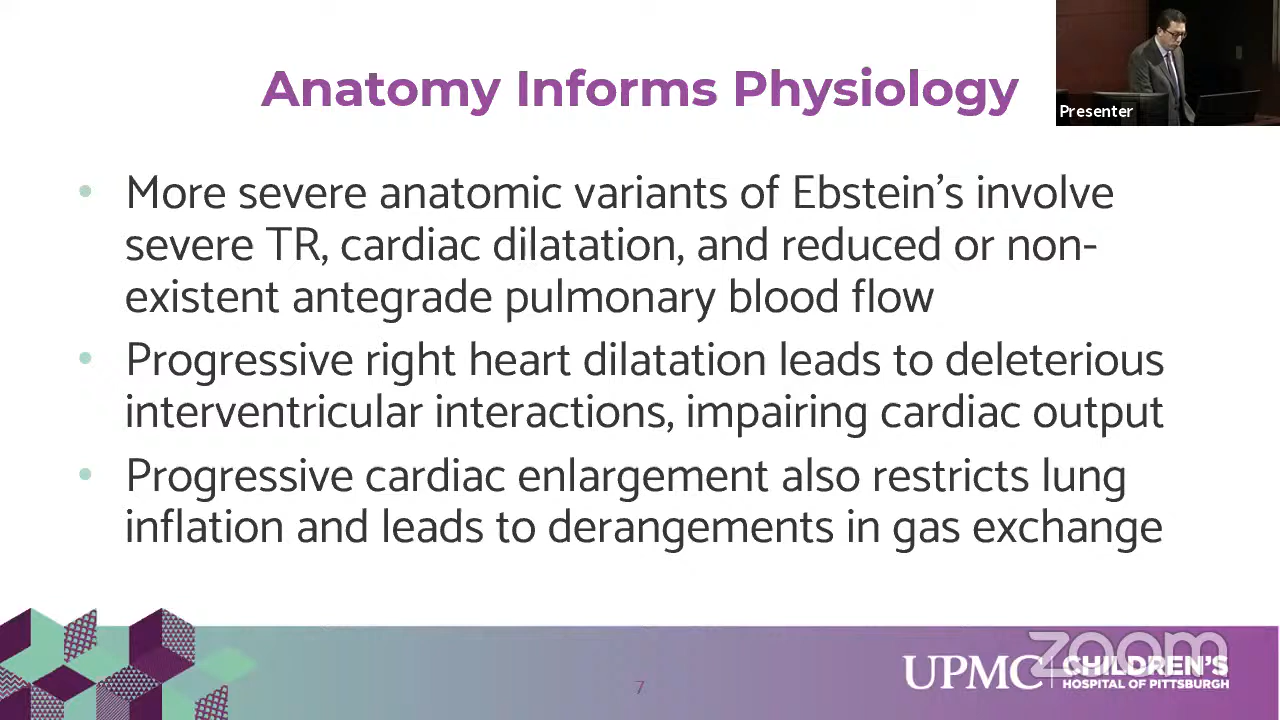 Anatomy Informs Physiology
Presenter
• More severe anatomic variants of Ebstein’s involve
severe TR, cardiac dilatation, and reduced or non-
existent antegrade pulmonary blood flow
• Progressive right heart dilatation leads to deleterious
interventricular interactions, impairing cardiac output
• Progressive cardiac enlargement also restricts lung
inflation and leads to derangements in gas exchange
zoom
UPMC CHILDREN'S
HOSPITAL OF PITTSBURGH
7